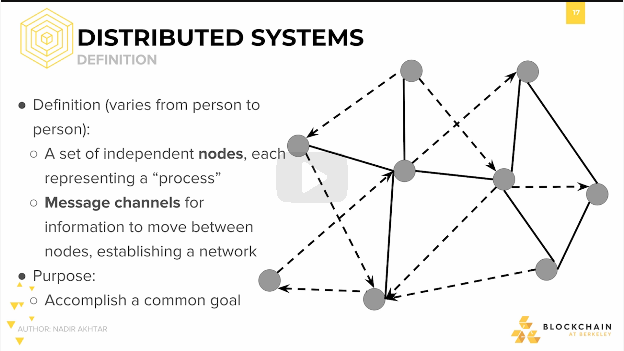 17
DISTRIBUTED SYSTEMS
DEFINITION
● Definition (varies from person to
person):
○ A set of independent nodes, each
representing a “process”
○ Message channels for
information to move between
nodes, establishing a network
● Purpose:
○ Accomplish a common goal
AUTHOR: NADIR AKHTAR
BLOCKCHAIN
AT BERKELEY